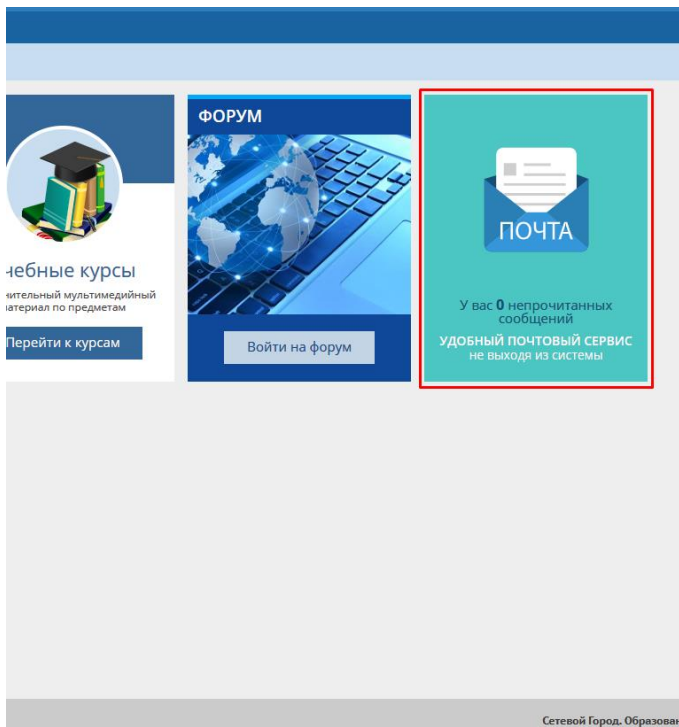 чебные курсы
нительный мультимедийный
атериал по предметам
Перейти к курсам
ФОРУМ
Войти на форум
ПОЧТА
У вас 0 непрочитанных
сообщений
УДОБНЫЙ ПОЧТОВЫЙ СЕРВИС
не выходя из системы
Сетевой Город. Образован